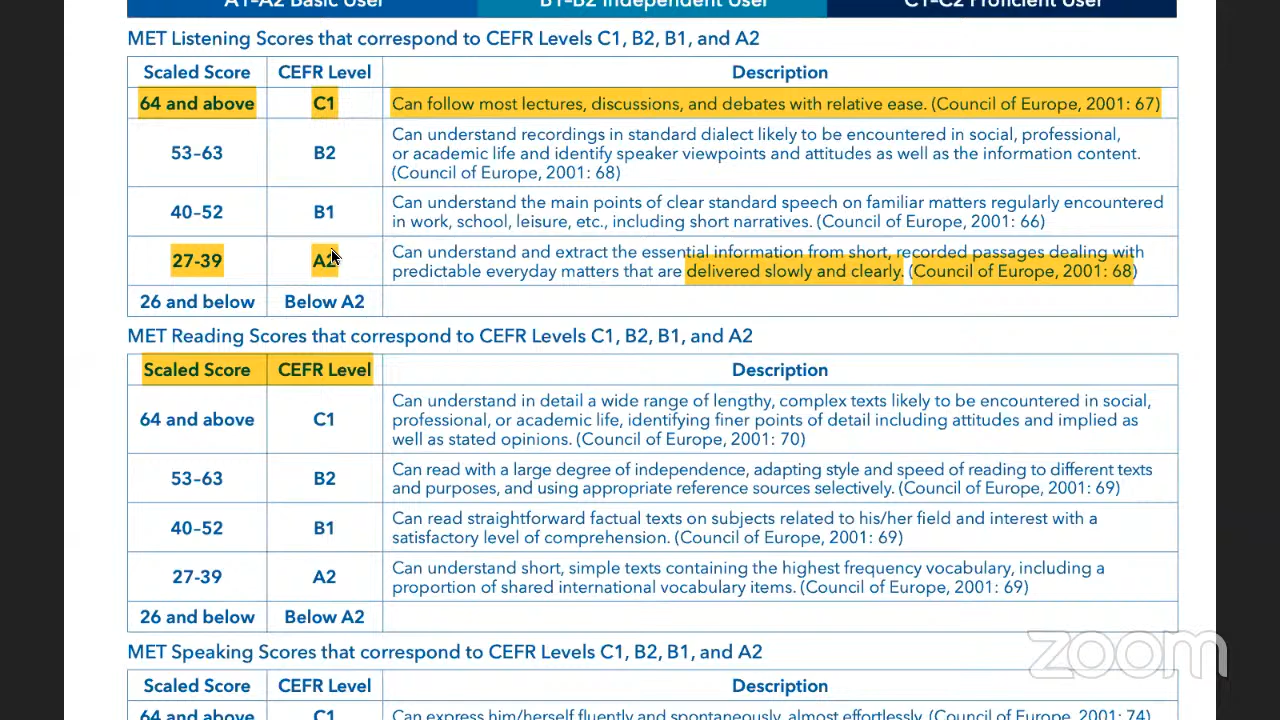 A1–A2 Basic User
B1–B2 Independent User
C1–C2 Proficient User
MET Listening Scores that correspond to CEFR Levels C1, B2, B1, and A2
Scaled Score
CEFR Level
Description
64 and above
C1
Can follow most lectures, discussions, and debates with relative ease. (Council of Europe, 2001: 67)
53–63
B2
Can understand recordings in standard dialect likely to be encountered in social, professional,
or academic life and identify speaker viewpoints and attitudes as well as the information content.
(Council of Europe, 2001: 68)
40–52
B1
Can understand the main points of clear standard speech on familiar matters regularly encountered
in work, school, leisure, etc., including short narratives. (Council of Europe, 2001: 66)
27-39
A2
Can understand and extract the essential information from short, recorded passages dealing with
predictable everyday matters that are delivered slowly and clearly. (Council of Europe, 2001: 68)
26 and below
Below A2
MET Reading Scores that correspond to CEFR Levels C1, B2, B1, and A2
Scaled Score
CEFR Level
Description
64 and above
C1
Can understand in detail a wide range of lengthy, complex texts likely to be encountered in social,
professional, or academic life, identifying finer points of detail including attitudes and implied as
well as stated opinions. (Council of Europe, 2001: 70)
53–63
B2
Can read with a large degree of independence, adapting style and speed of reading to different texts
and purposes, and using appropriate reference sources selectively. (Council of Europe, 2001: 69)
40–52
B1
Can read straightforward factual texts on subjects related to his/her field and interest with a
satisfactory level of comprehension. (Council of Europe, 2001: 69)
27-39
A2
Can understand short, simple texts containing the highest frequency vocabulary, including a
proportion of shared international vocabulary items. (Council of Europe, 2001: 69)
26 and below
Below A2
zoom
MET Speaking Scores that correspond to CEFR Levels C1, B2, B1, and A2
Scaled Score
CEFR Level
Description
64 and above
C1
Can express him/herself fluently and spontaneously, almost effortlessly. (Council of Europe, 2001: 74)